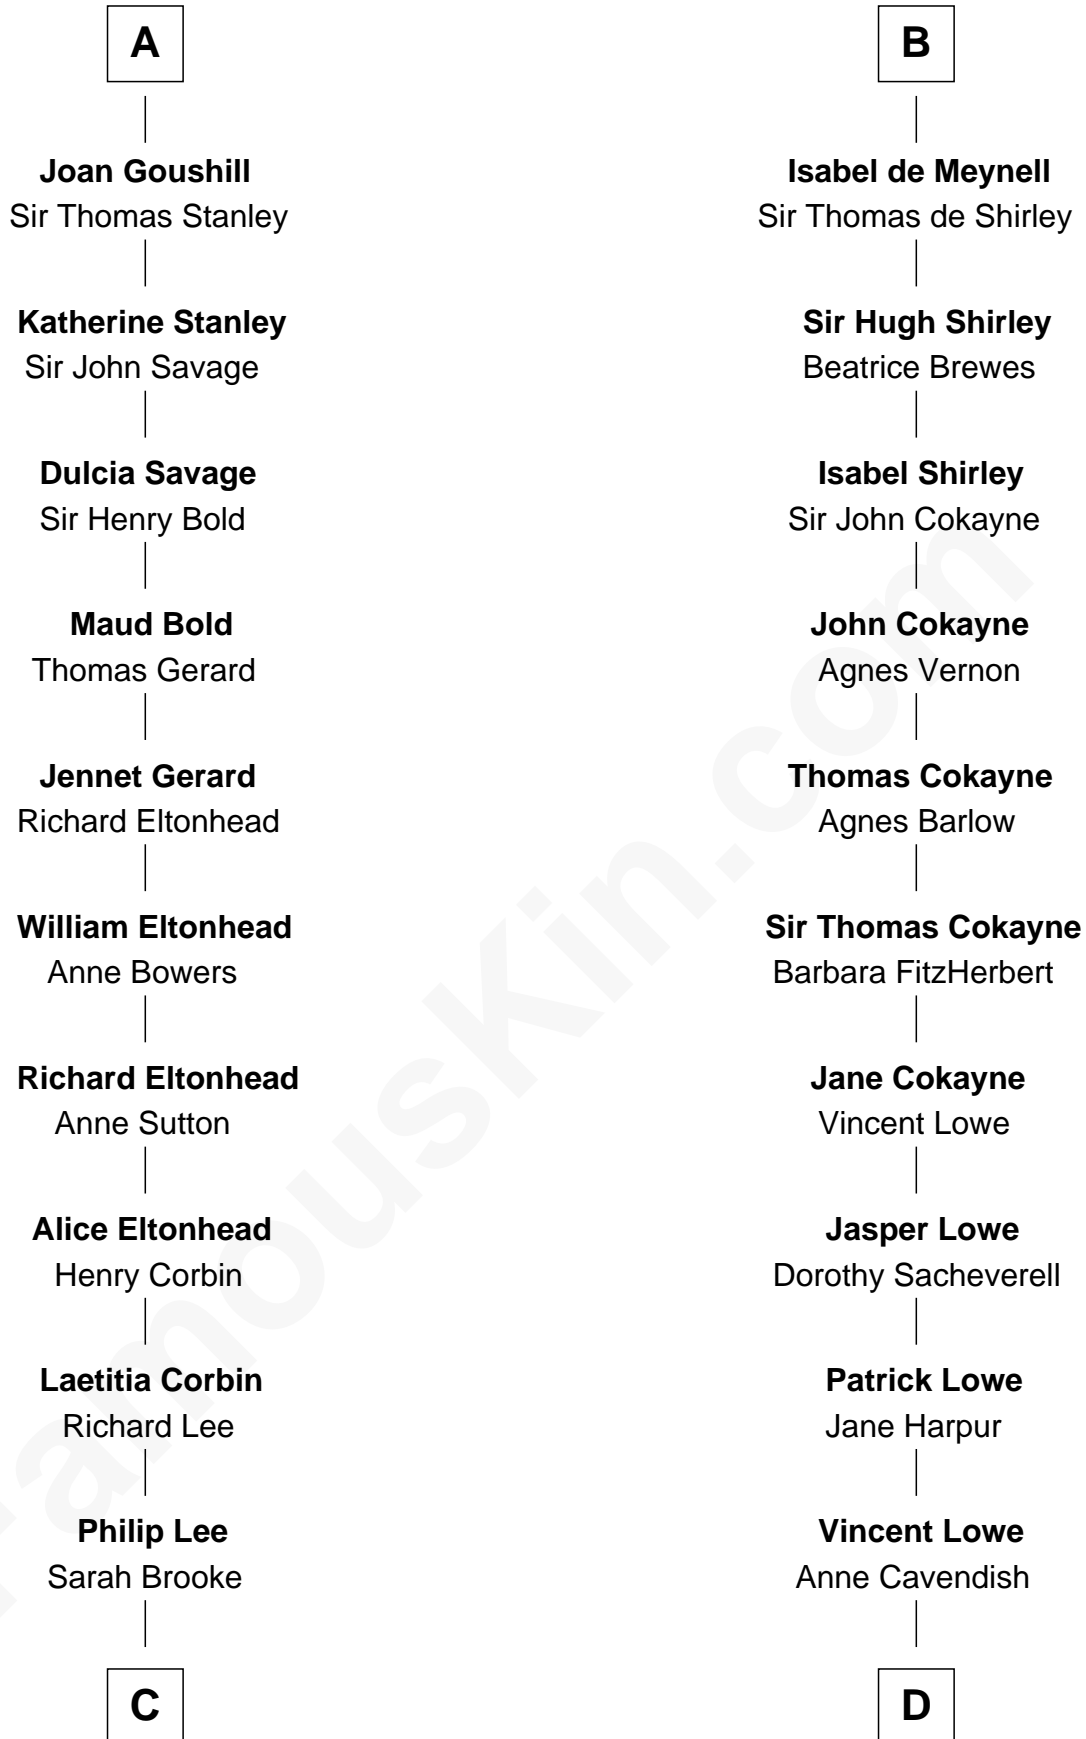 A
Joan Goushill
Sir Thomas Stanley
Katherine Stanley
Sir John Savage
Dulcia Savage
Sir Henry Bold
Maud Bold
Thomas Gerard
Jennet Gerard
Richard Eltonhead
William Eltonhead
Anne Bowers
Richard Eltonhead
Anne Sutton
Alice Eltonhead
Henry Corbin
Laetitia Corbin
Richard Lee
Philip Lee
Sarah Brooke
C
B
Isabel de Meynell
Sir Thomas de Shirley
Sir Hugh Shirley
Beatrice Brewes
Isabel Shirley
Sir John Cokayne
John Cokayne
Agnes Vernon
Thomas Cokayne
Agnes Barlow
Sir Thomas Cokayne
Barbara FitzHerbert
Jane Cokayne
Vincent Lowe
Jasper Lowe
Dorothy Sacheverell
Patrick Lowe
Jane Harpur
Vincent Lowe
Anne Cavendish
D
FamousKin.com